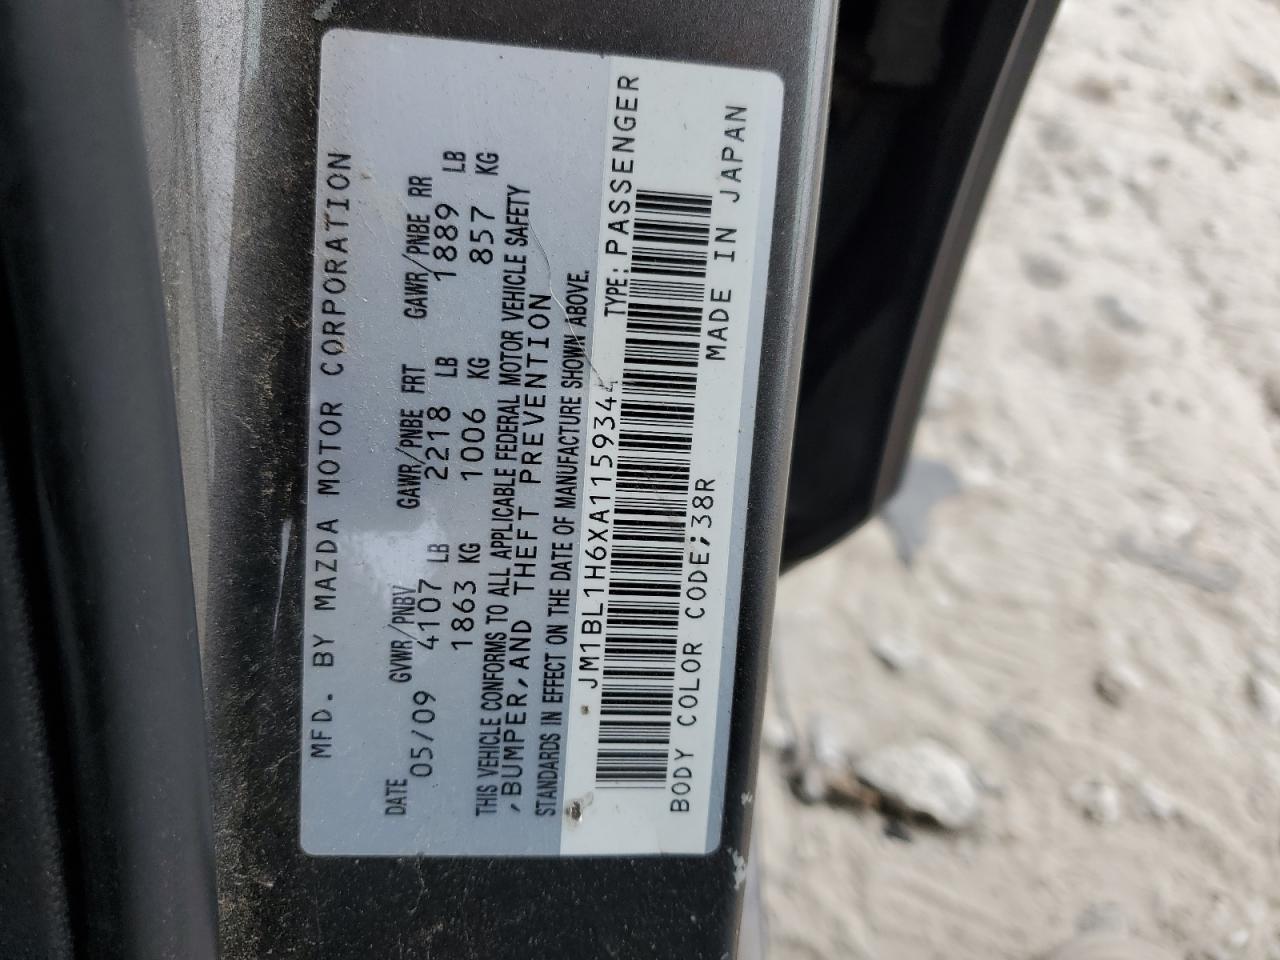 MFD. BY MAZDA MOTOR CORPORATION
DATE GVWR/PNBV GAWR/PNBE FRT GAWR/PNBE RR
05/09 4107 LB 2218 LB 1889 LB
1863 KG 1006 KG 857 KG
THIS VEHICLE CONFORMS TO ALL APPLICABLE FEDERAL MOTOR VEHICLE SAFETY
,BUMPER,AND THEFT PREVENTION
STANDARDS IN EFFECT ON THE DATE OF MANUFACTURE SHOWN ABOVE.
JM1BL1H6XA1159344 TYPE: PASSENGER
BODY COLOR CODE;38R MADE IN JAPAN